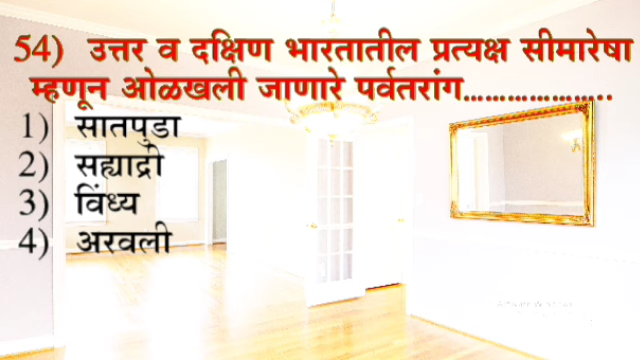 54) उत्तर व दक्षिण भारतातील प्रत्यक्ष सीमारेषा
म्हणून ओळखली जाणारे पर्वतरांग………………..
1) सातपुडा
2) सह्याद्री
3) विंध्य
4) अरवली